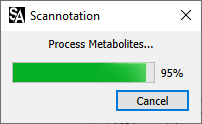 SA Scannotation
Process Metabolites...
95%
Cancel